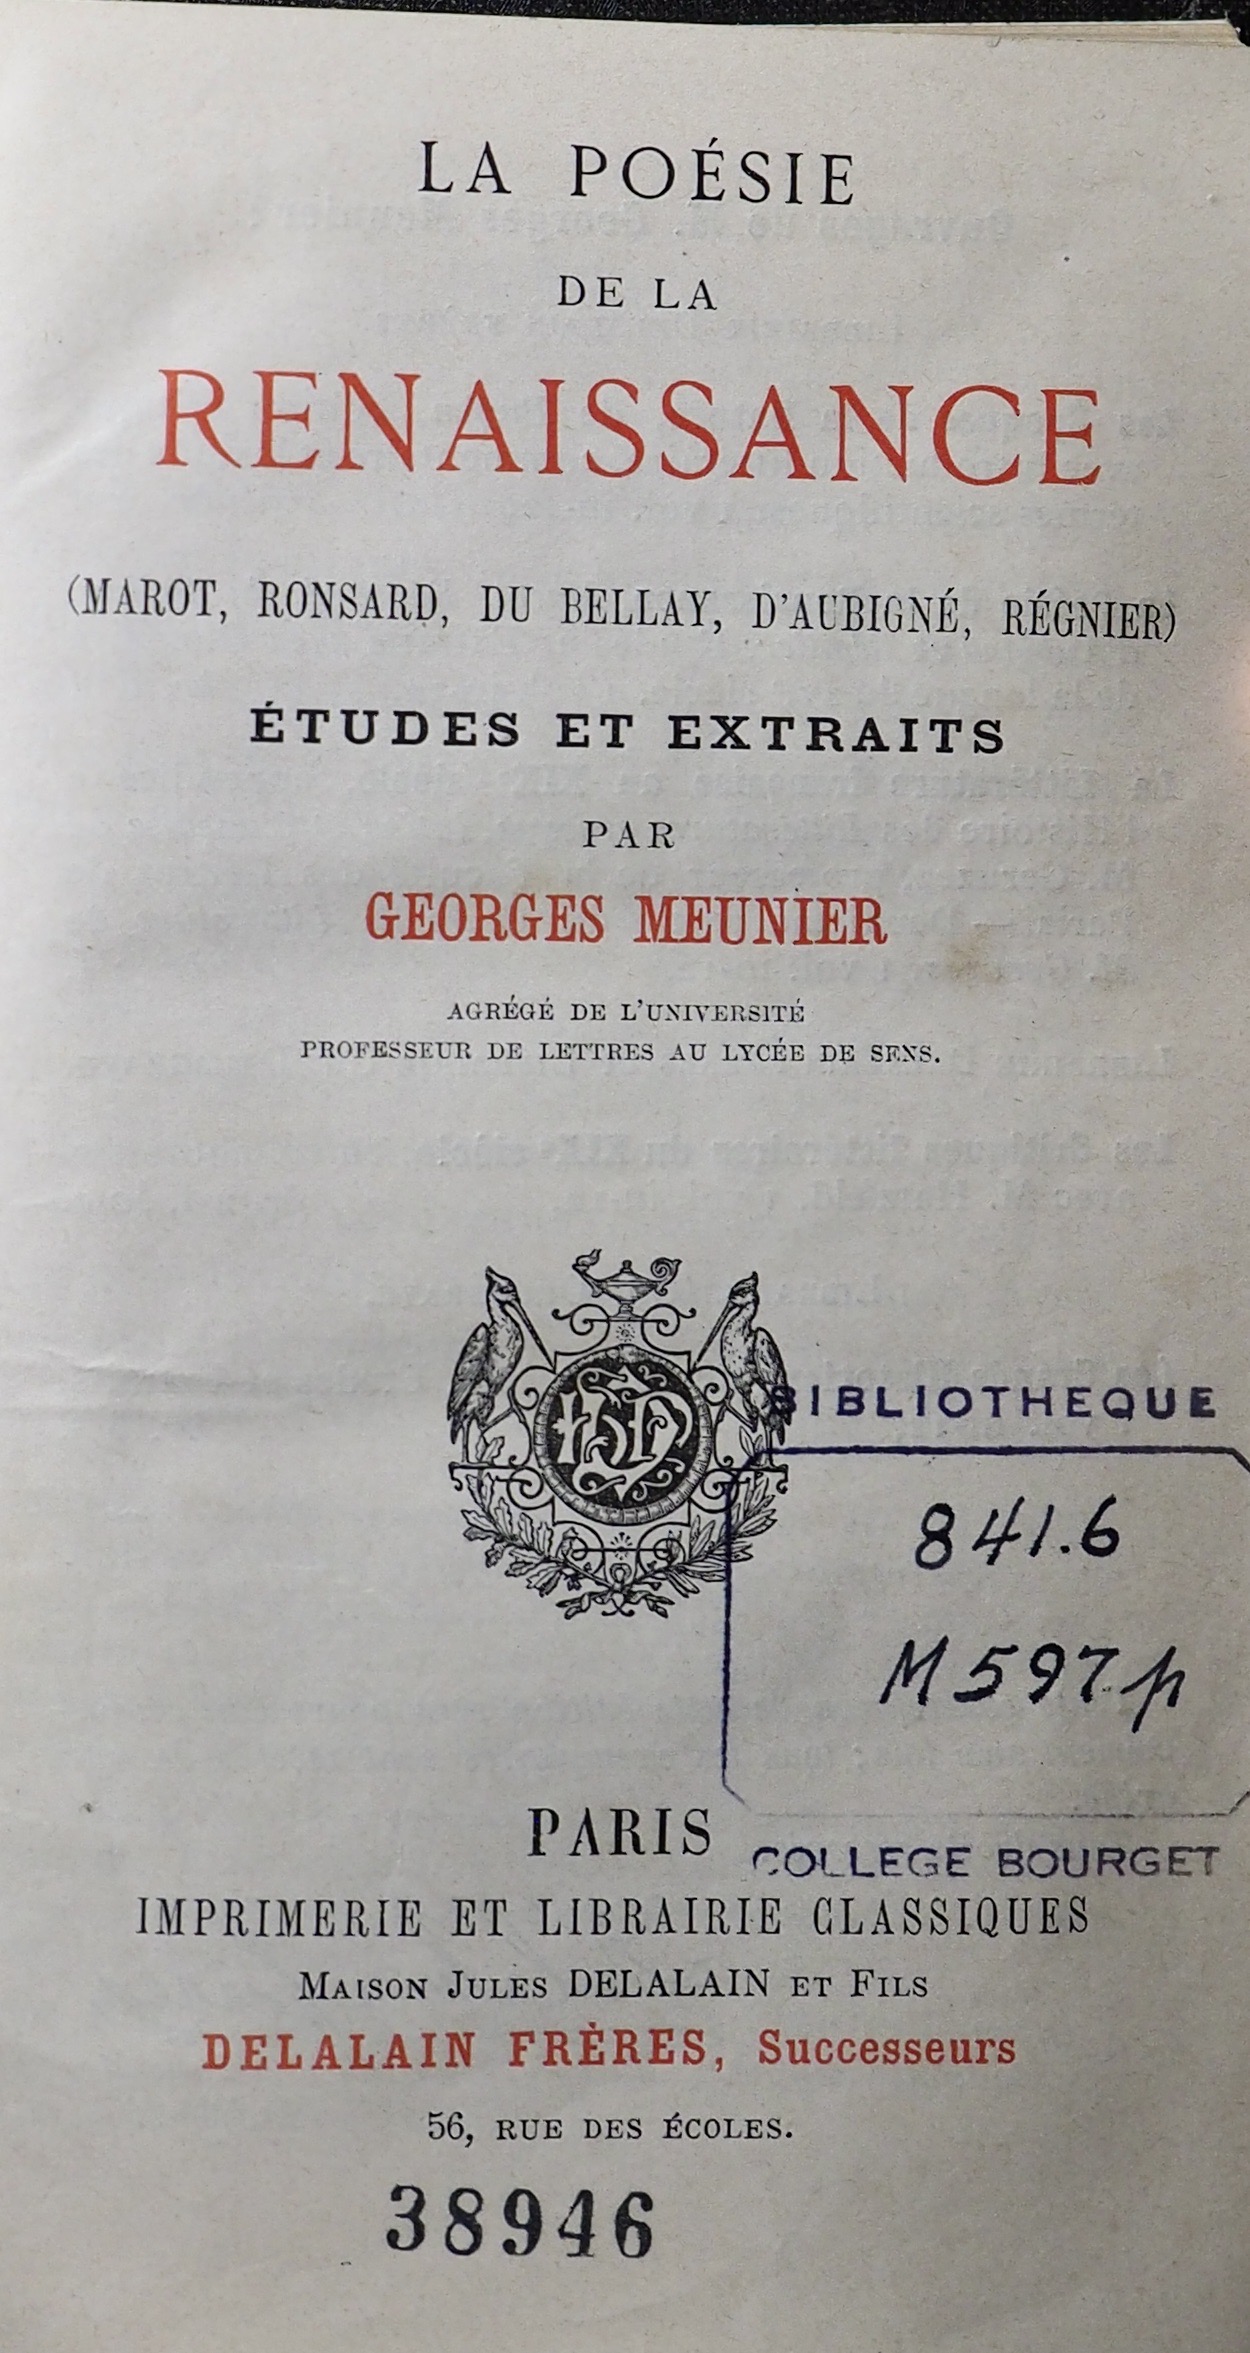 LA POÉSIE
DE LA
RENAISSANCE
(MAROT, RONSARD, DU BELLAY, D'AUBIGNÉ, RÉGNIER)
ÉTUDES ET EXTRAITS
PAR
GEORGES MEUNIER
AGRÉGÉ DE L'UNIVERSITÉ
PROFESSEUR DE LETTRES AU LYCÉE DE SENS.
BIBLIOTHEQUE
841.6
M597p
COLLEGE BOURGET
PARIS
IMPRIMERIE ET LIBRAIRIE CLASSIQUES
MAISON JULES DELALAIN ET FILS
DELALAIN FRÈRES, Successeurs
56, RUE DES ÉCOLES.
38946